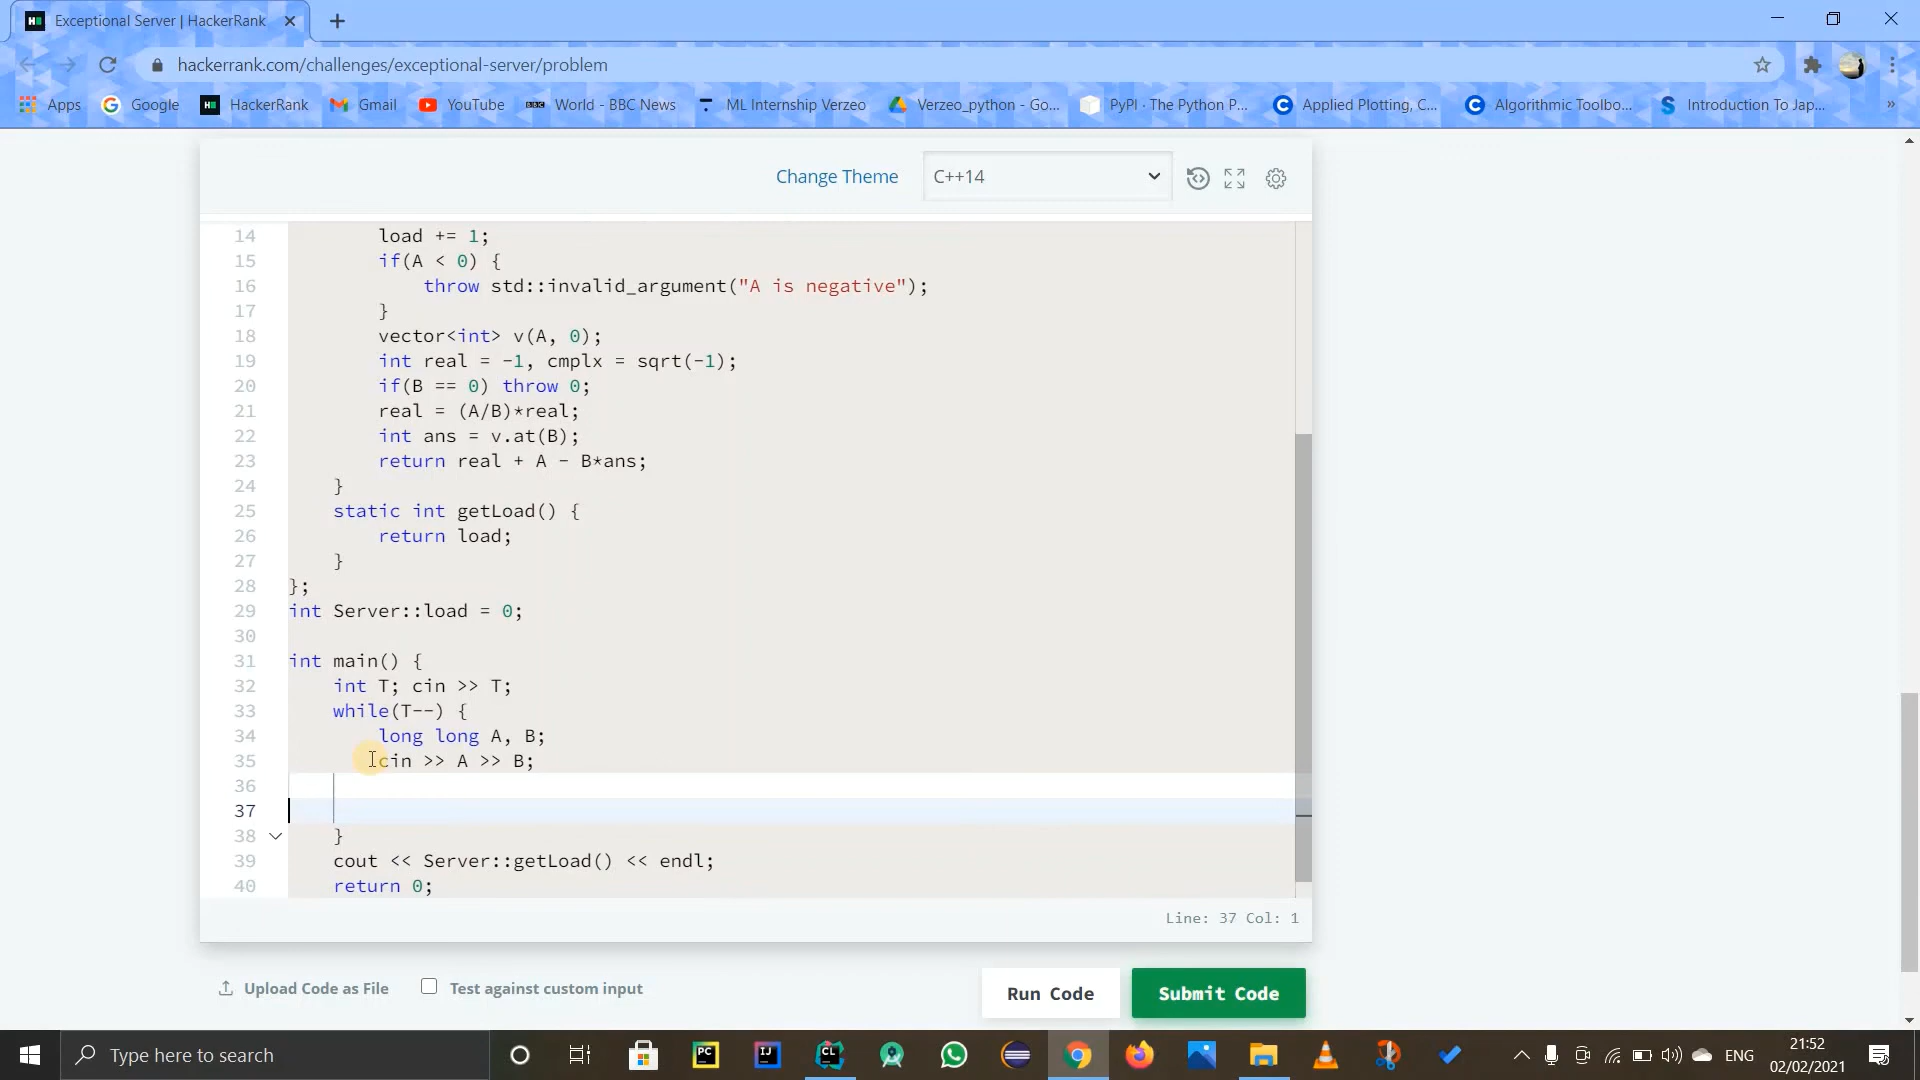 Exceptional Server | HackerRank
hackerrank.com/challenges/exceptional-server/problem
Apps Google HackerRank Gmail YouTube World - BBC News ML Internship Verzeo Verzeo_python - Go... PyPI · The Python P... Applied Plotting, C... Algorithmic Toolbo... Introduction To Jap... »
Change Theme C++14
14 load += 1;
15 if(A < 0) {
16 throw std::invalid_argument("A is negative");
17 }
18 vector<int> v(A, 0);
19 int real = -1, cmplx = sqrt(-1);
20 if(B == 0) throw 0;
21 real = (A/B)*real;
22 int ans = v.at(B);
23 return real + A - B*ans;
24 }
25 static int getLoad() {
26 return load;
27 }
28 };
29 int Server::load = 0;
30
31 int main() {
32 int T; cin >> T;
33 while(T--) {
34 long long A, B;
35 cin >> A >> B;
36
37
38 }
39 cout << Server::getLoad() << endl;
40 return 0;
Line: 37 Col: 1
Upload Code as File Test against custom input Run Code Submit Code
Type here to search
ENG
21:52
02/02/2021